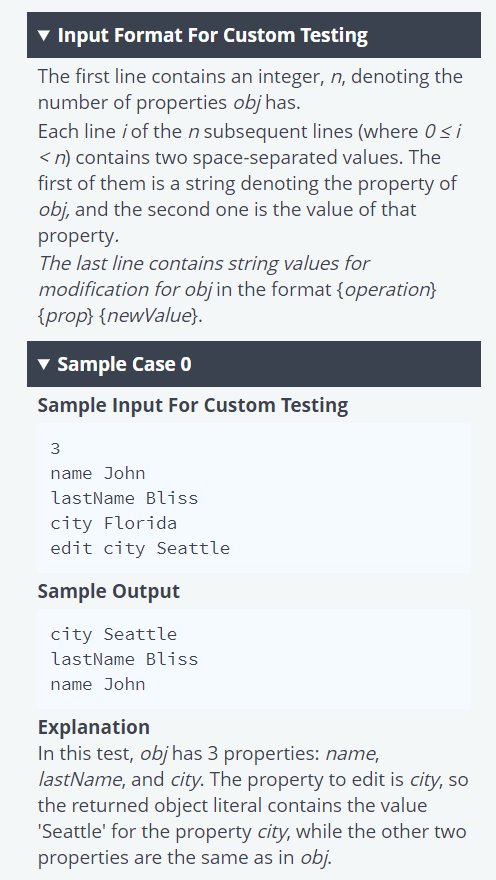 ▼ Input Format For Custom Testing
The first line contains an integer, n, denoting the
number of properties obj has.
Each line i of the n subsequent lines (where 0 ≤ i
< n) contains two space-separated values. The
first of them is a string denoting the property of
obj, and the second one is the value of that
property.
The last line contains string values for
modification for obj in the format {operation}
{prop} {newValue}.
▼ Sample Case 0
Sample Input For Custom Testing
3
name John
lastName Bliss
city Florida
edit city Seattle
Sample Output
city Seattle
lastName Bliss
name John
Explanation
In this test, obj has 3 properties: name,
lastName, and city. The property to edit is city, so
the returned object literal contains the value
'Seattle' for the property city, while the other two
properties are the same as in obj.